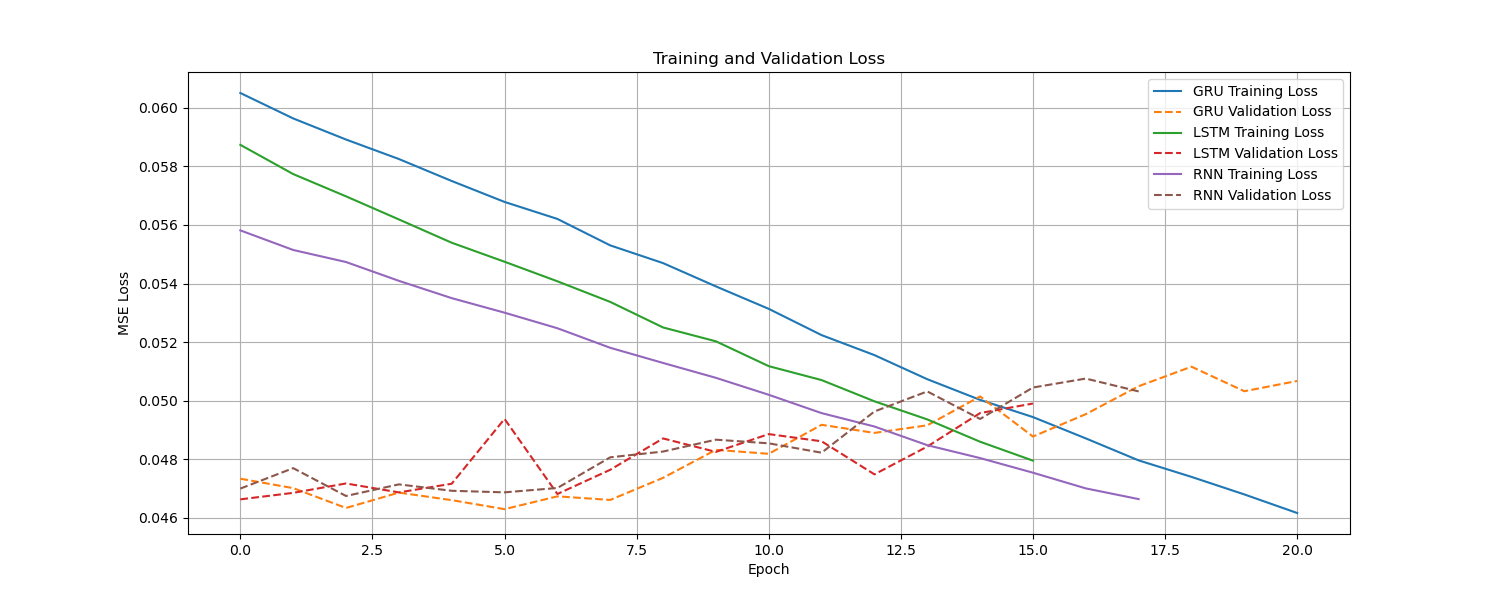 Training and Validation Loss
GRU Training Loss
GRU Validation Loss
LSTM Training Loss
LSTM Validation Loss
RNN Training Loss
RNN Validation Loss
MSE Loss
0.060
0.058
0.056
0.054
0.052
0.050
0.048
0.046
0.0 2.5 5.0 7.5 10.0 12.5 15.0 17.5 20.0
Epoch